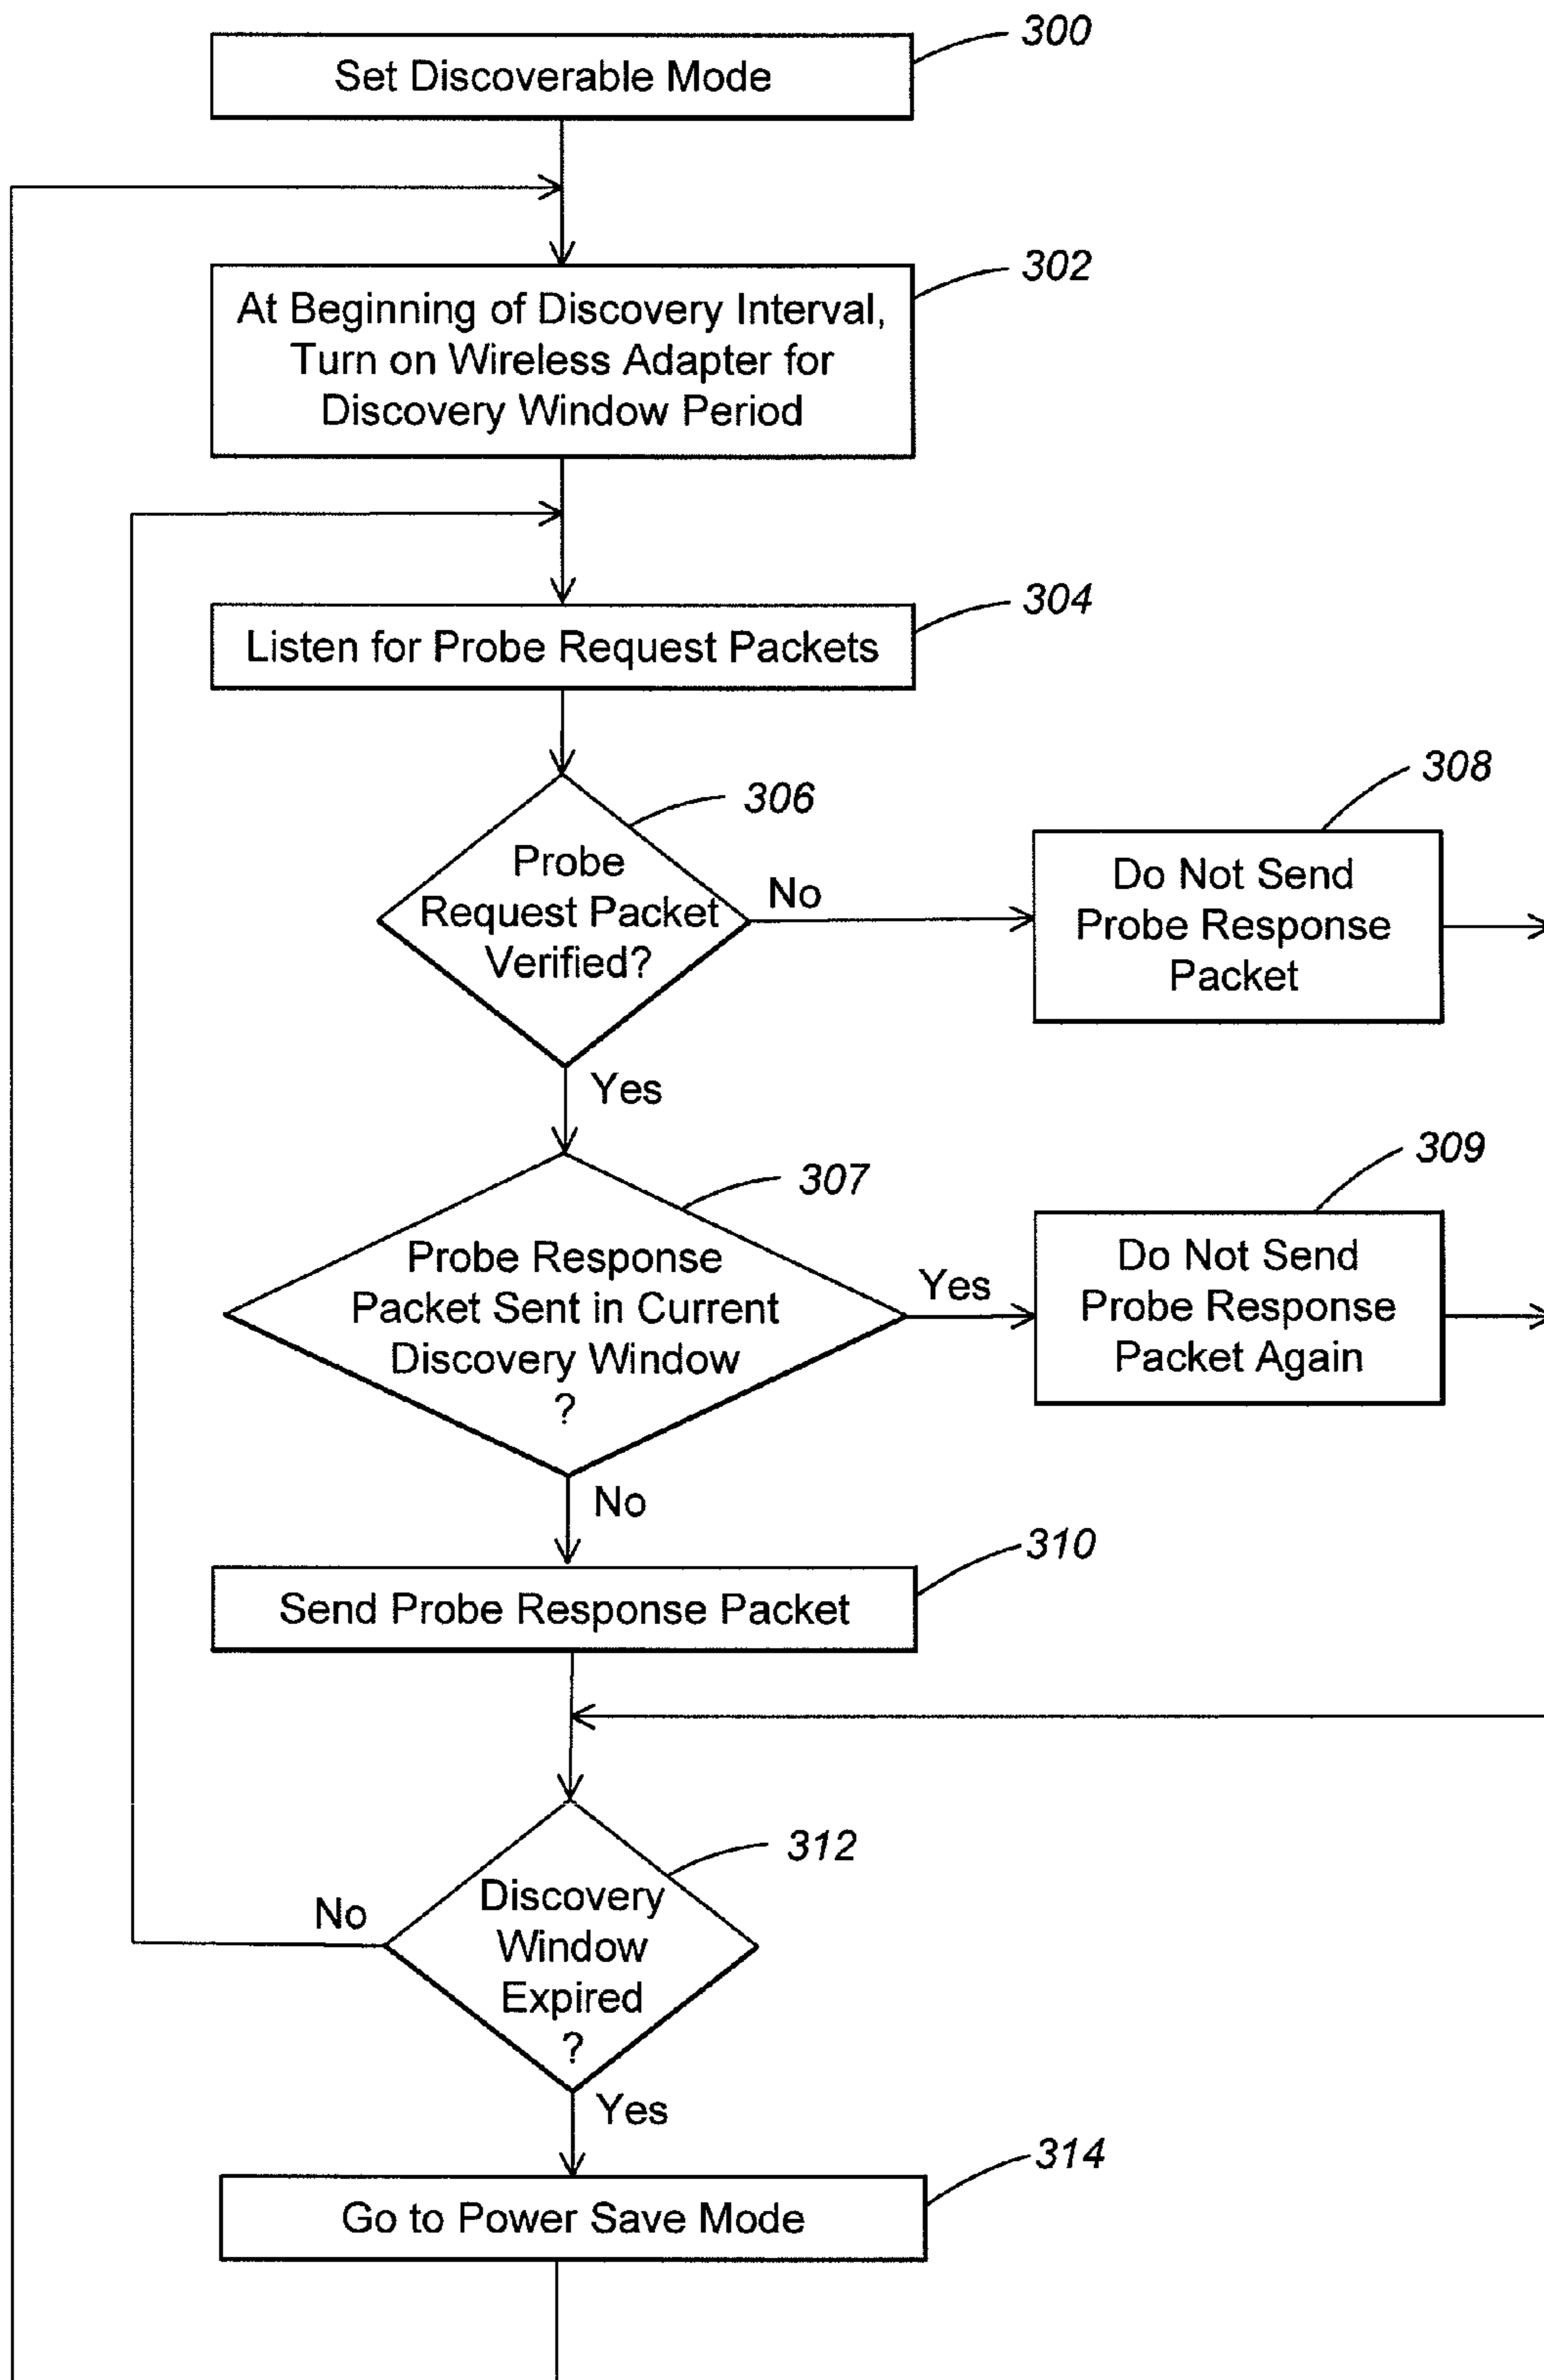 300
Set Discoverable Mode
302
At Beginning of Discovery Interval,
Turn on Wireless Adapter for
Discovery Window Period
304
Listen for Probe Request Packets
306
Probe
Request Packet
Verified?
No
308
Do Not Send
Probe Response
Packet
Yes
307
Probe Response
Packet Sent in Current
Discovery Window
?
Yes
309
Do Not Send
Probe Response
Packet Again
No
310
Send Probe Response Packet
312
Discovery
Window
Expired
?
No
Yes
314
Go to Power Save Mode